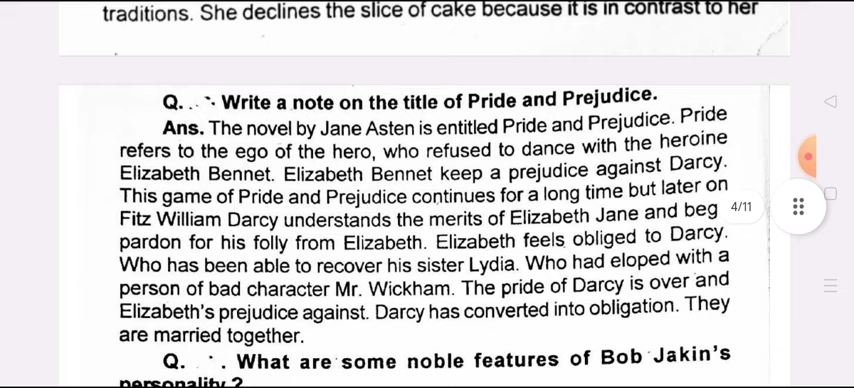 traditions. She declines the slice of cake because it is in contrast to her
Q. Write a note on the title of Pride and Prejudice.
Ans. The novel by Jane Asten is entitled Pride and Prejudice. Pride
refers to the ego of the hero, who refused to dance with the heroine
Elizabeth Bennet. Elizabeth Bennet keep a prejudice against Darcy.
This game of Pride and Prejudice continues for a long time but later on
Fitz William Darcy understands the merits of Elizabeth Jane and beg
pardon for his folly from Elizabeth. Elizabeth feels obliged to Darcy.
Who has been able to recover his sister Lydia. Who had eloped with a
person of bad character Mr. Wickham. The pride of Darcy is over and
Elizabeth's prejudice against. Darcy has converted into obligation. They
are married together.
Q. What are some noble features of Bob Jakin's
personality ?
4/11